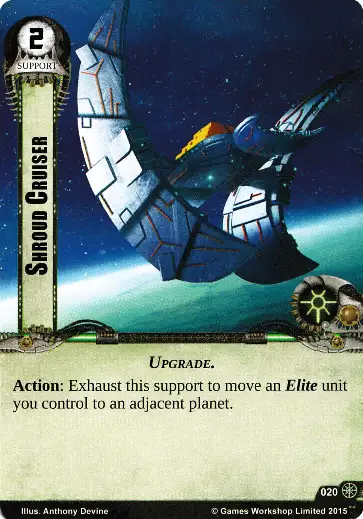 2
SUPPORT
SHROUD CRUISER
UPGRADE.
Action: Exhaust this support to move an Elite unit
you control to an adjacent planet.
020
Illus. Anthony Devine
© Games Workshop Limited 2015